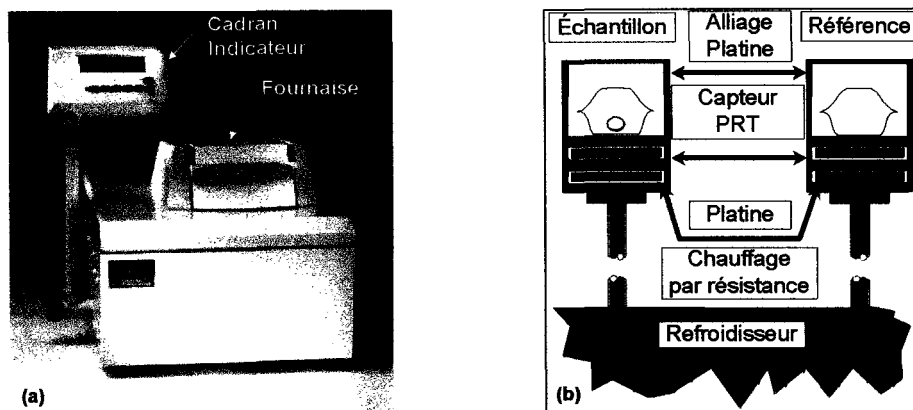 Cadran
Indicateur
Fournaise
(a)
Échantillon
Alliage
Platine
Référence
Capteur
PRT
Platine
Chauffage
par résistance
Refroidisseur
(b)